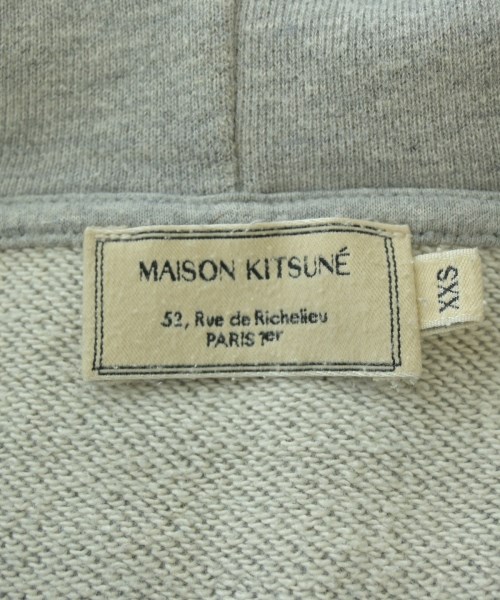 MAISON KITSUNÉ
52, Rue de Richelieu
PARIS 1er
XXS